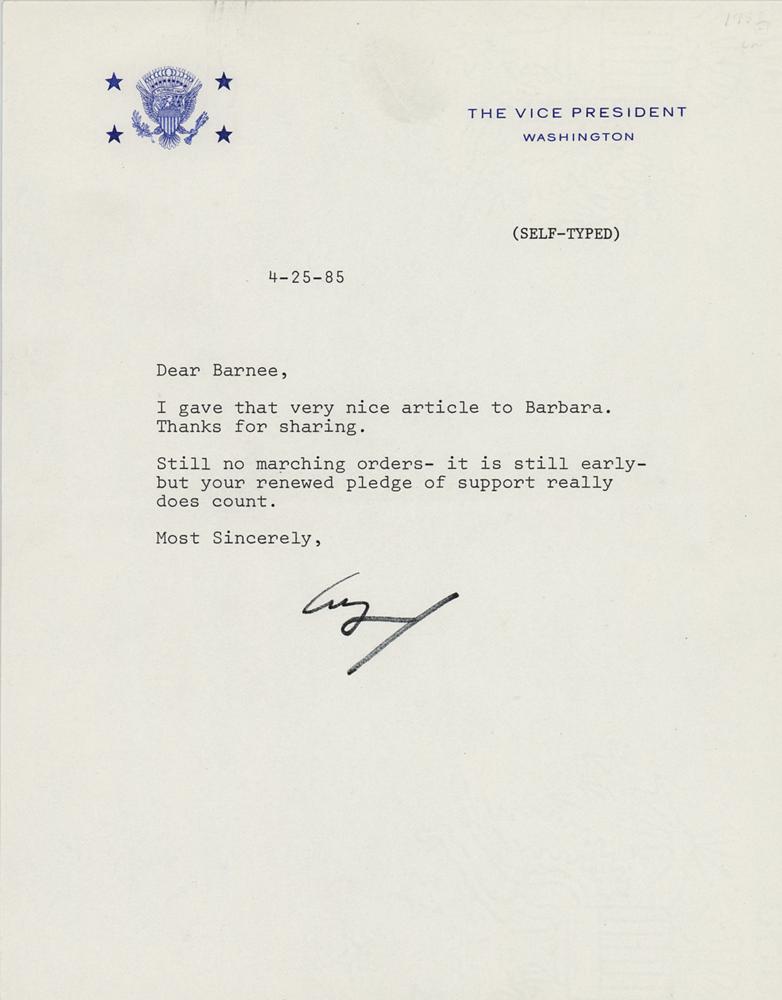 THE VICE PRESIDENT
WASHINGTON
(SELF-TYPED)
4-25-85
Dear Barnee,
I gave that very nice article to Barbara.
Thanks for sharing.
Still no marching orders- it is still early-
but your renewed pledge of support really
does count.
Most Sincerely,